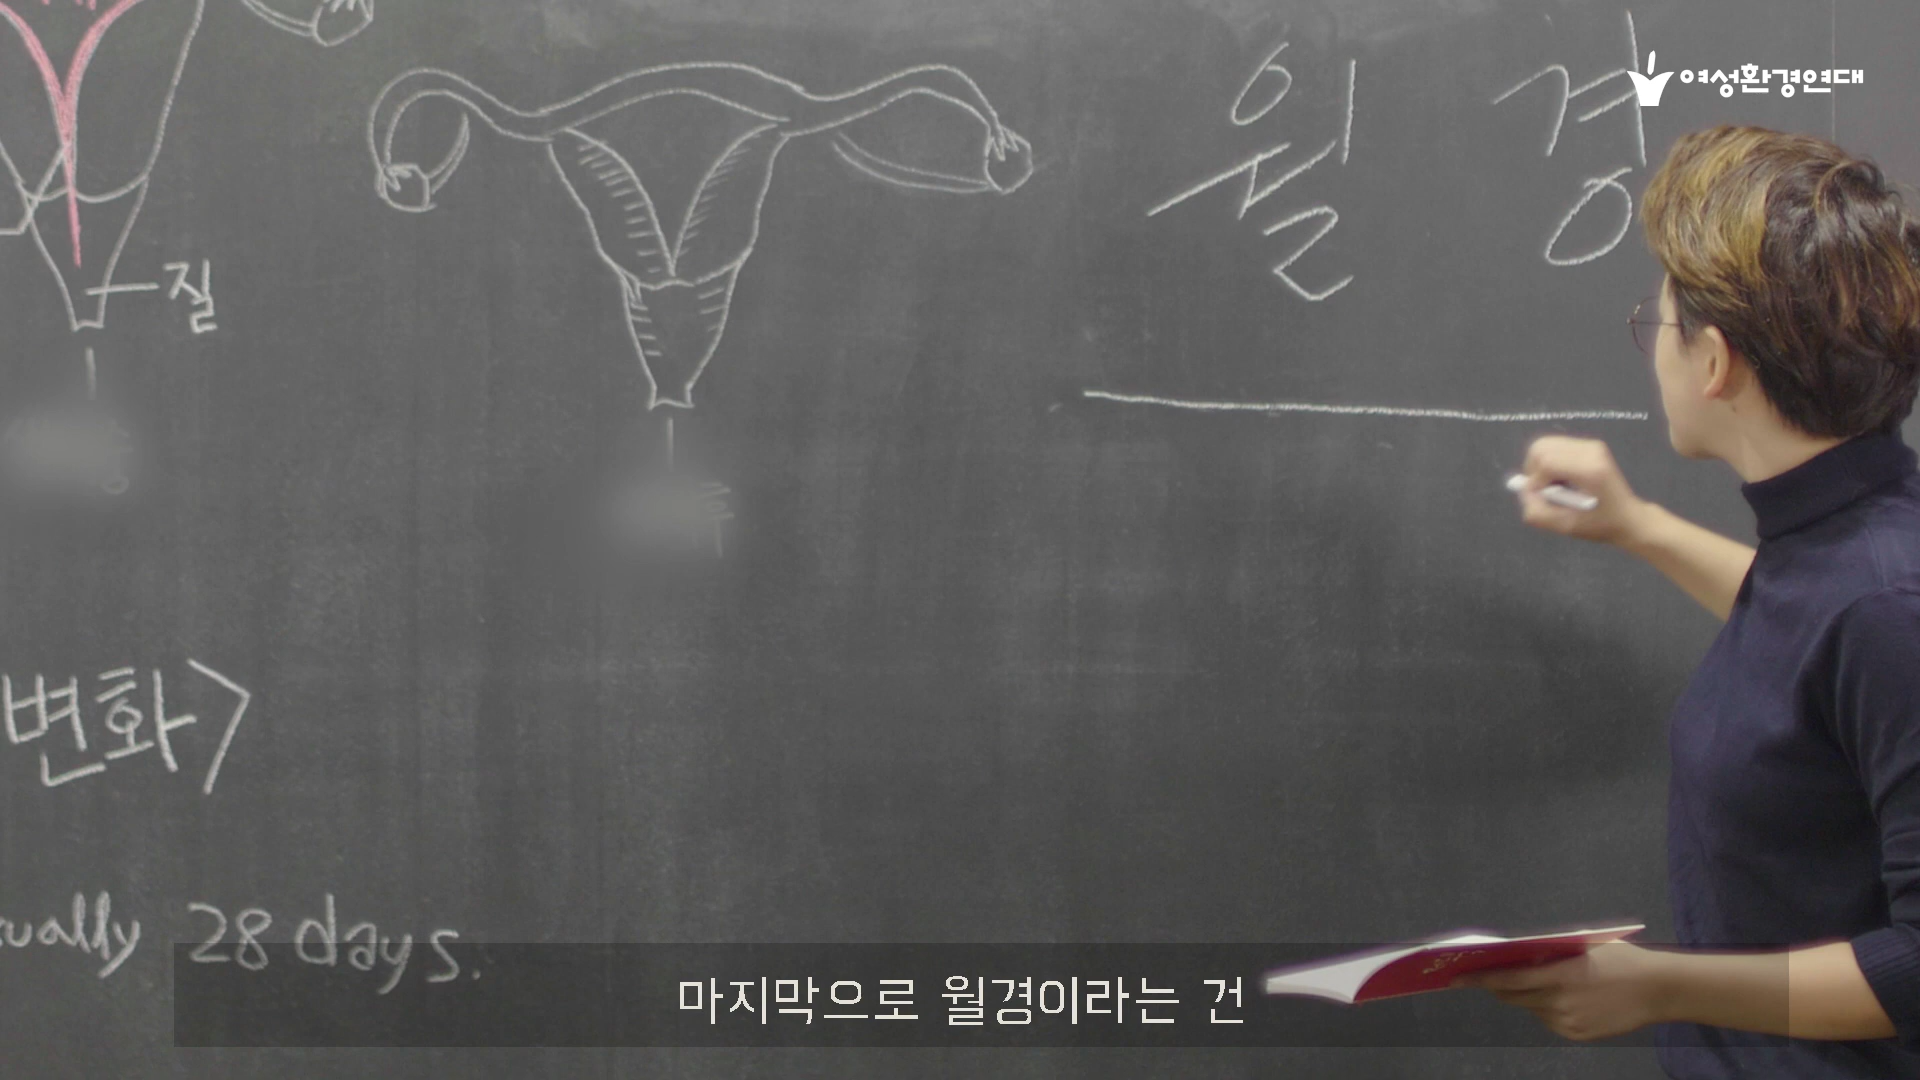 여성환경연대
월경
질
변화>
usually 28 days.
마지막으로 월경이라는 건